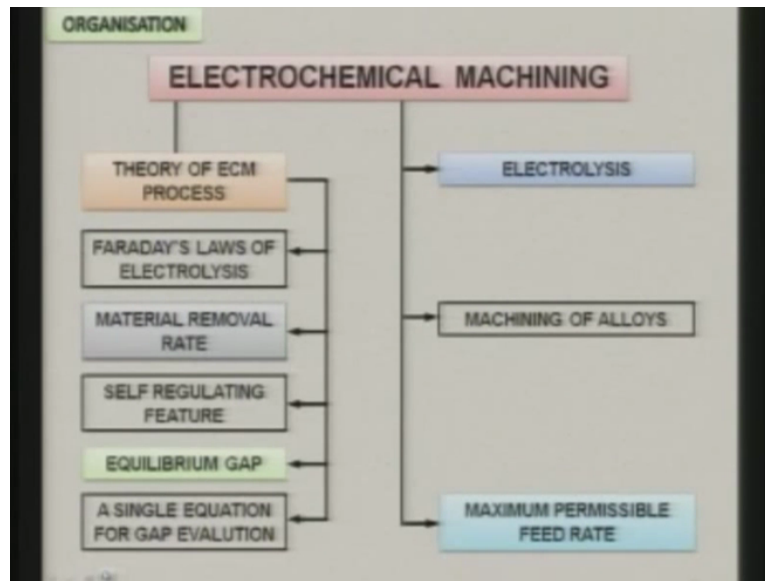 ORGANISATION
ELECTROCHEMICAL MACHINING
THEORY OF ECM
PROCESS
FARADAY'S LAWS OF
ELECTROLYSIS
MATERIAL REMOVAL
RATE
SELF REGULATING
FEATURE
EQUILIBRIUM GAP
A SINGLE EQUATION
FOR GAP EVALUTION
ELECTROLYSIS
MACHINING OF ALLOYS
MAXIMUM PERMISSIBLE
FEED RATE